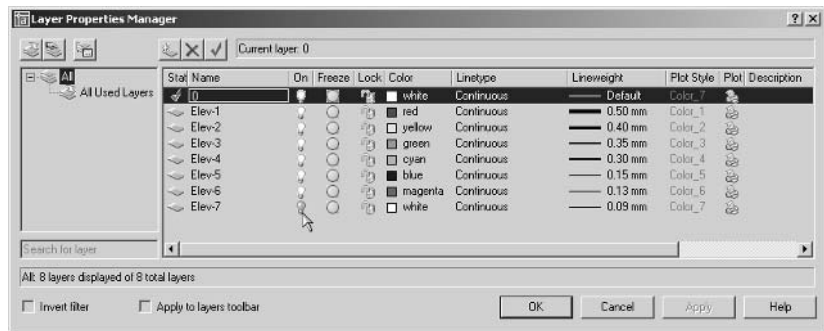 Layer Properties Manager
Current layer: 0
All
All Used Layers
Stat Name On Freeze Lock Color Linetype Lineweight Plot Style Plot Description
0 white Continuous Default Color_7
Elev-1 red Continuous 0.50 mm Color_1
Elev-2 yellow Continuous 0.40 mm Color_2
Elev-3 green Continuous 0.35 mm Color_3
Elev-4 cyan Continuous 0.30 mm Color_4
Elev-5 blue Continuous 0.15 mm Color_5
Elev-6 magenta Continuous 0.13 mm Color_6
Elev-7 white Continuous 0.09 mm Color_7
Search for layer
All: 8 layers displayed of 8 total layers
Invert filter Apply to layers toolbar OK Cancel Apply Help